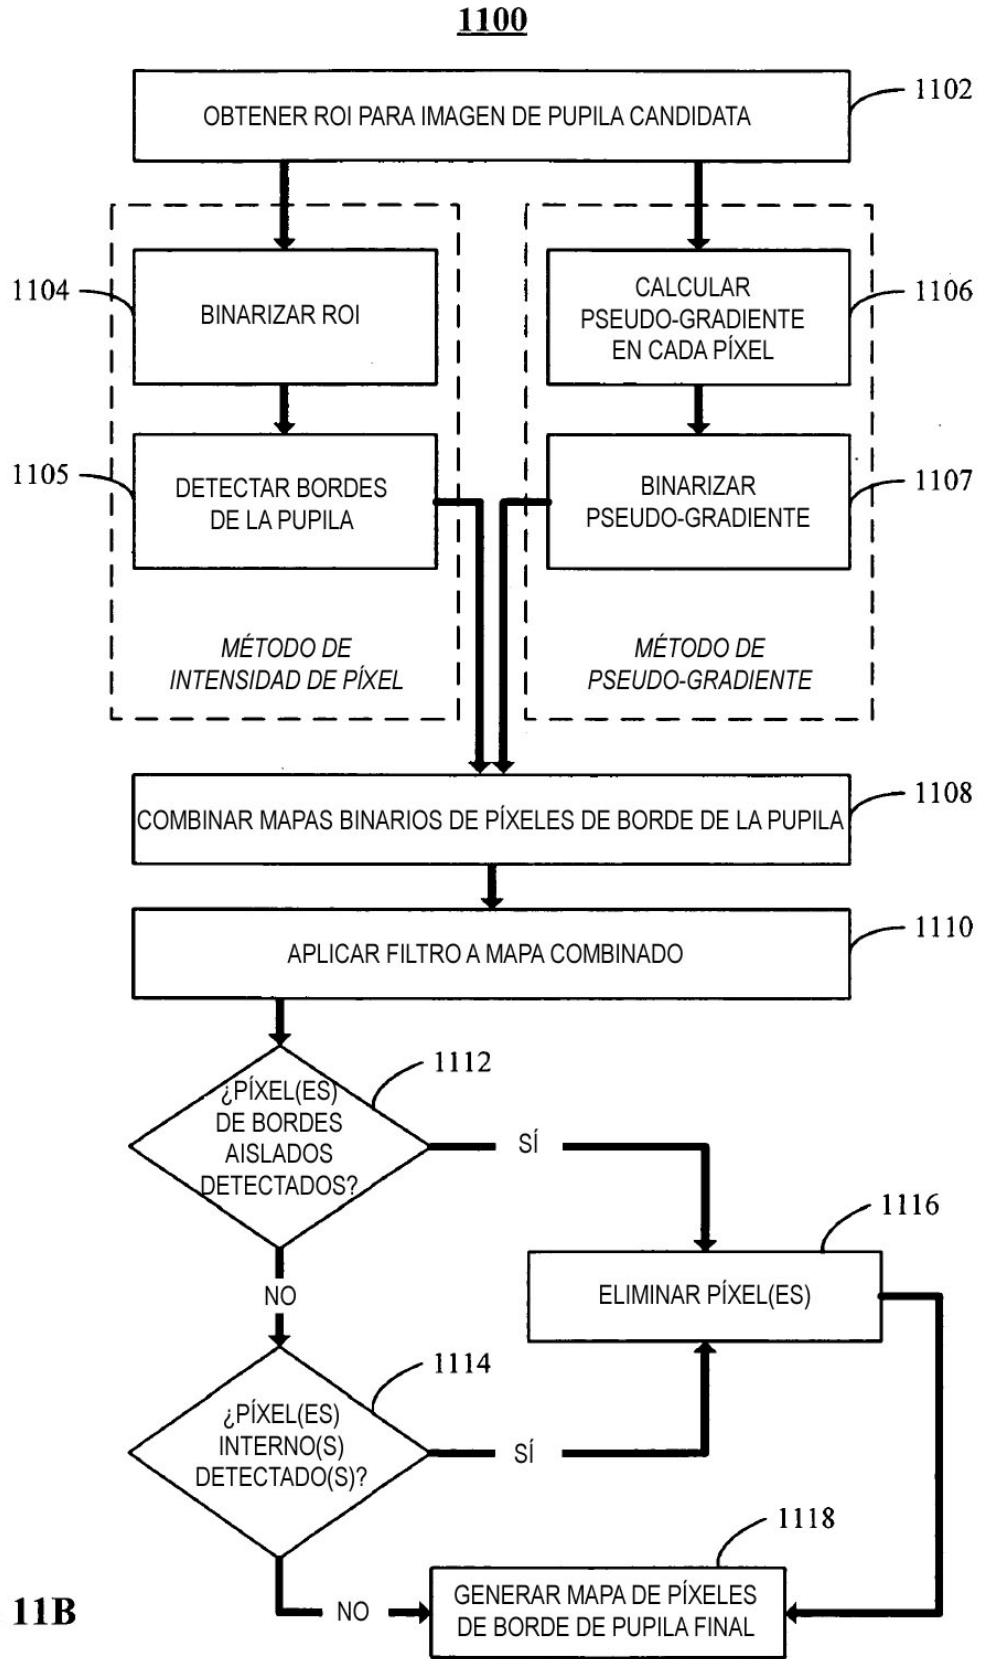 1100
OBTENER ROI PARA IMAGEN DE PUPILA CANDIDATA
1102
1104
BINARIZAR ROI
CALCULAR
PSEUDO-GRADIENTE
EN CADA PÍXEL
1106
1105
DETECTAR BORDES
DE LA PUPILA
BINARIZAR
PSEUDO-GRADIENTE
1107
MÉTODO DE
INTENSIDAD DE PÍXEL
MÉTODO DE
PSEUDO-GRADIENTE
COMBINAR MAPAS BINARIOS DE PÍXELES DE BORDE DE LA PUPILA
1108
APLICAR FILTRO A MAPA COMBINADO
1110
¿PÍXEL(ES)
DE BORDES
AISLADOS
DETECTADOS?
1112
SÍ
NO
ELIMINAR PÍXEL(ES)
1116
¿PÍXEL(ES)
INTERNO(S)
DETECTADO(S)?
1114
SÍ
NO
GENERAR MAPA DE PÍXELES
DE BORDE DE PUPILA FINAL
1118
11B